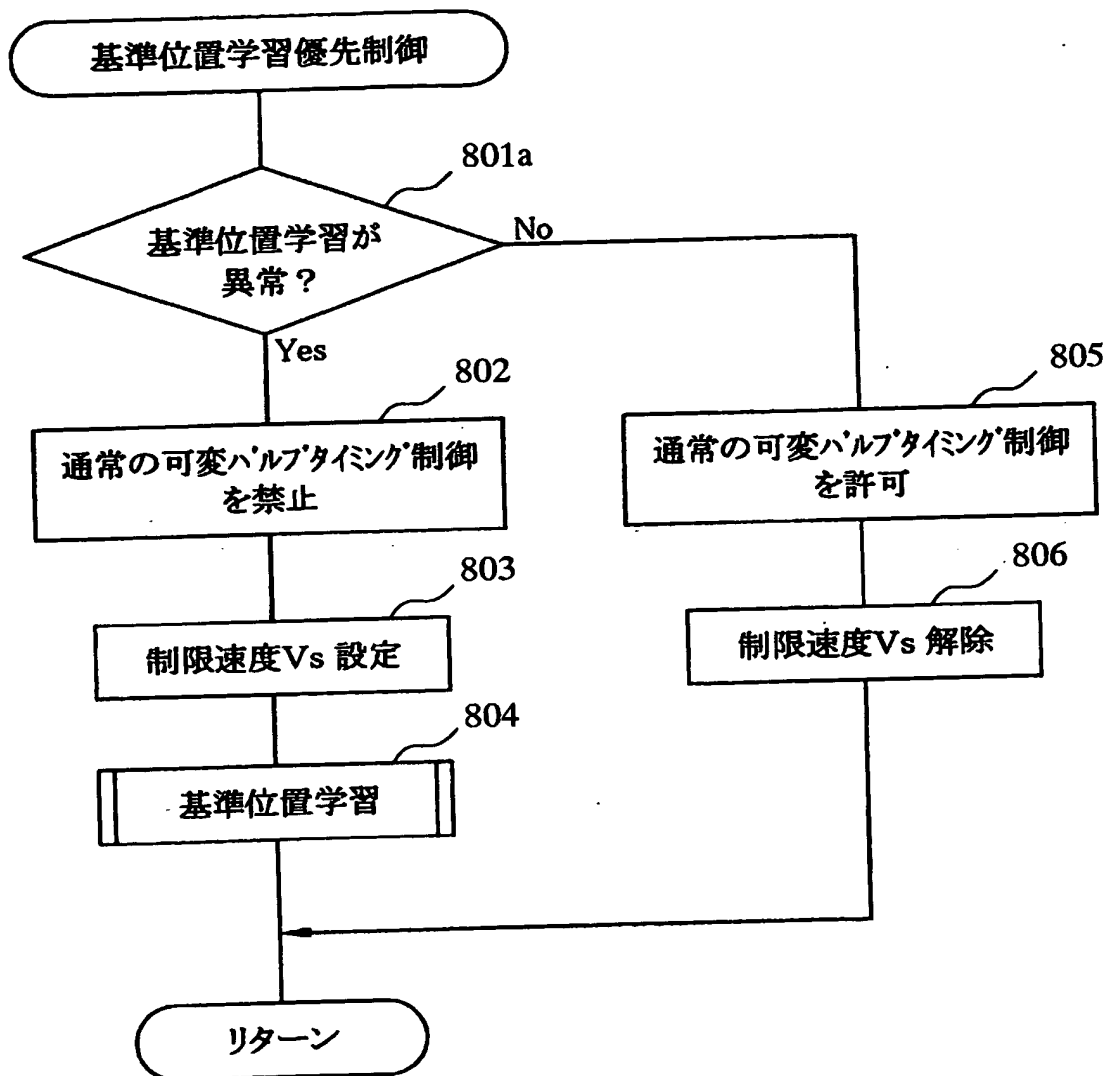 基準位置学習優先制御
801a
基準位置学習が
異常?
No
Yes
802
通常の可変バルブタイミング制御
を禁止
805
通常の可変バルブタイミング制御
を許可
803
制限速度Vs 設定
806
制限速度Vs 解除
804
基準位置学習
リターン